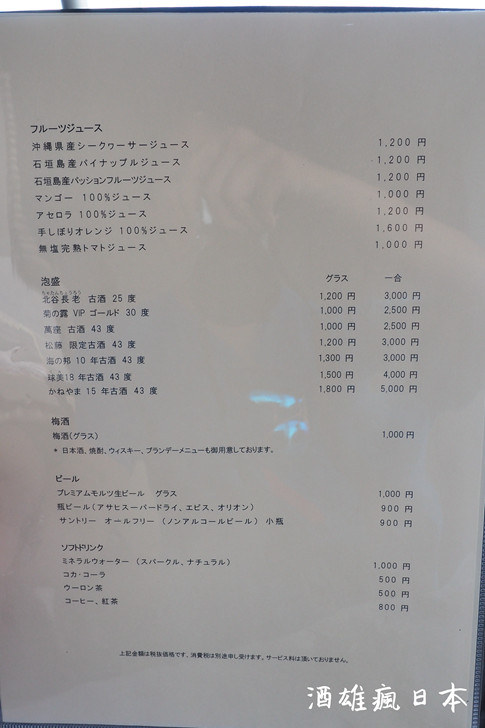 フルーツジュース
沖縄県産シークヮーサージュース 1,200 円
石垣島産パイナップルジュース 1,200 円
石垣島産パッションフルーツジュース 1,200 円
マンゴー 100%ジュース 1,000 円
アセロラ 100%ジュース 1,200 円
手しぼりオレンジ 100%ジュース 1,600 円
無塩完熟トマトジュース 1,000 円
泡盛 グラス 一合
ちゃたんちょうろう
北谷長老 古酒 25 度 1,200 円 3,000 円
菊の露 VIP ゴールド 30 度 1,000 円 2,500 円
萬座 古酒 43 度 1,000 円 2,500 円
松藤 限定古酒 43 度 1,200 円 3,000 円
海の邦 10 年古酒 43 度 1,300 円 3,000 円
球美18 年古酒 43 度 1,500 円 4,000 円
かねやま 15 年古酒 43 度 1,800 円 5,000 円
梅酒
梅酒(グラス) 1,000 円
* 日本酒、焼酎、ウィスキー、ブランデーメニューも御用意しております。
ビール
プレミアムモルツ生ビール グラス 1,000 円
瓶ビール(アサヒスーパードライ、エビス、オリオン) 900 円
サントリー オールフリー (ノンアルコールビール) 小瓶 900 円
ソフトドリンク
ミネラルウォーター (スパークル、ナチュラル) 1,000 円
コカ・コーラ 500 円
ウーロン茶 500 円
コーヒー、紅茶 800 円
上記金額は税抜価格です。消費税は別途申し受けます。サービス料は頂いておりません。
酒雄瘋日本